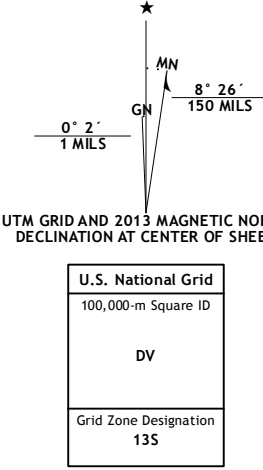 ★
MN
GN
8° 26´
150 MILS
0° 2´
1 MILS
UTM GRID AND 2013 MAGNETIC NO
DECLINATION AT CENTER OF SHEE
U.S. National Grid
100,000-m Square ID
DV
Grid Zone Designation
13S